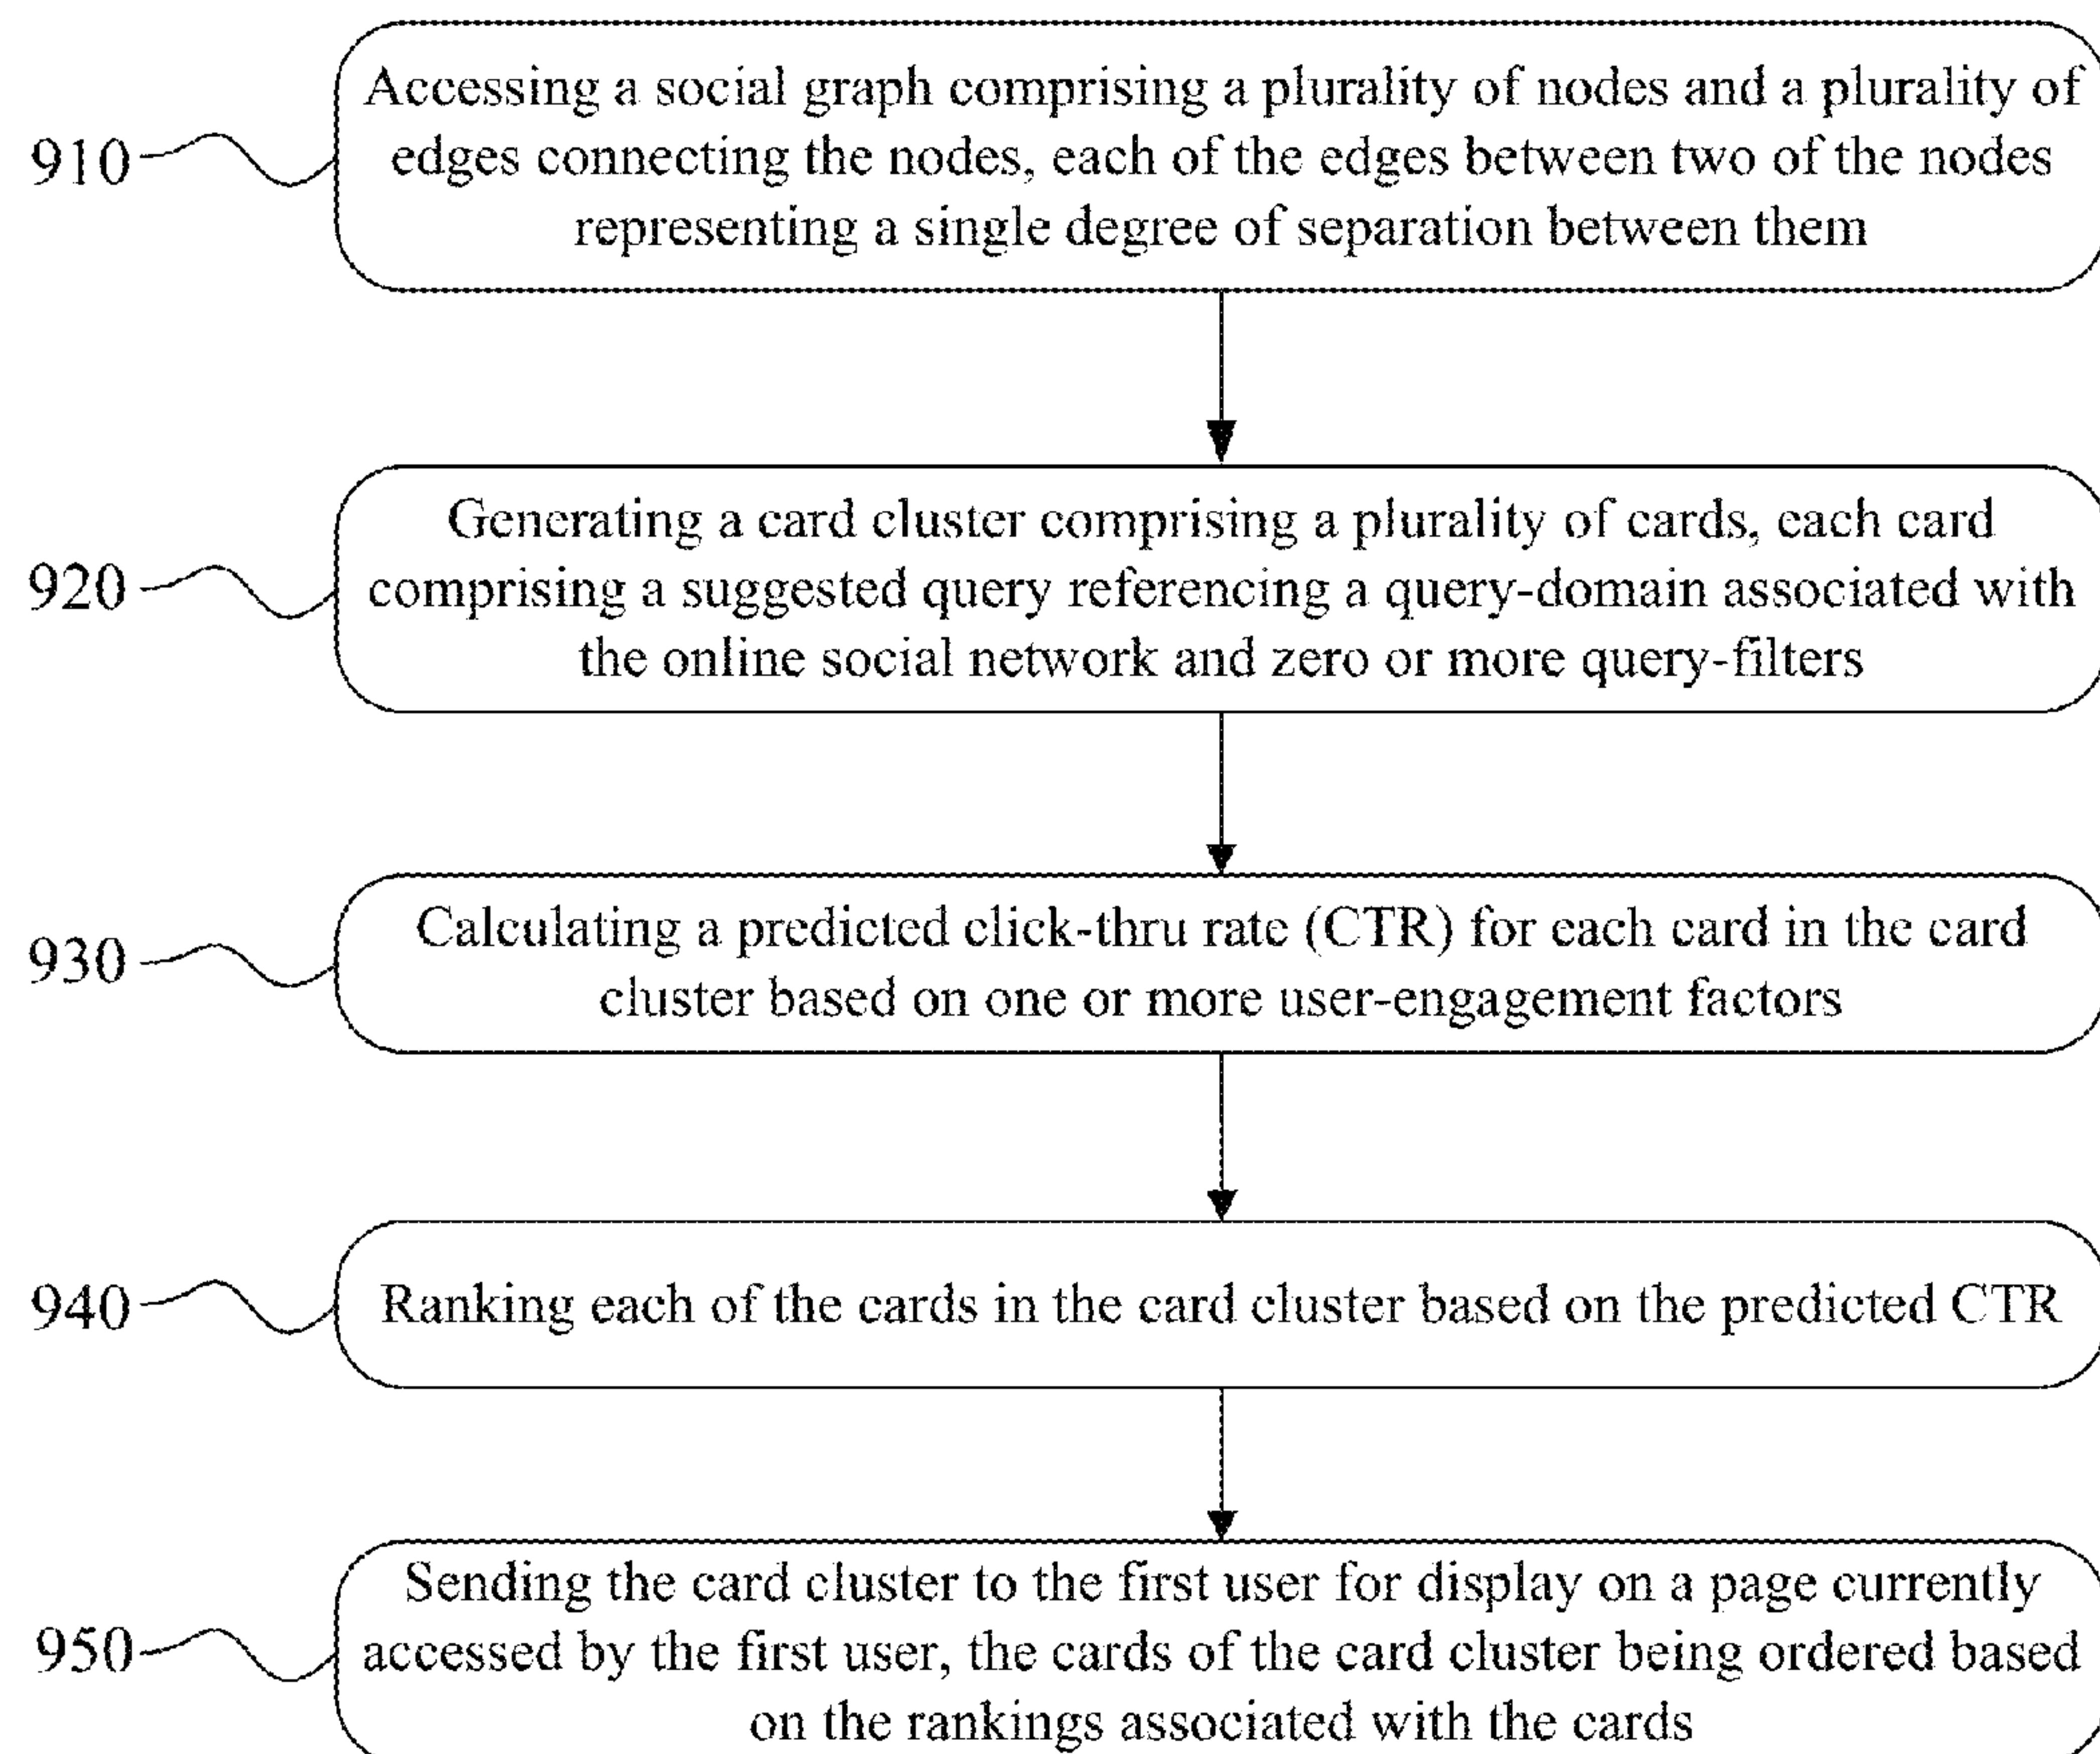 Accessing a social graph comprising a plurality of nodes and a plurality of
910
edges connecting the nodes, each of the edges between two of the nodes
representing a single degree of separation between them
Generating a card cluster comprising a plurality of cards, each card
920
comprising a suggested query referencing a query-domain associated with
the online social network and zero or more query-filters
Calculating a predicted click-thru rate (CTR) for each card in the card
930
cluster based on one or more user-engagement factors
940
Ranking each of the cards in the card cluster based on the predicted CTR
Sending the card cluster to the first user for display on a page currently
950
accessed by the first user, the cards of the card cluster being ordered based
on the rankings associated with the cards